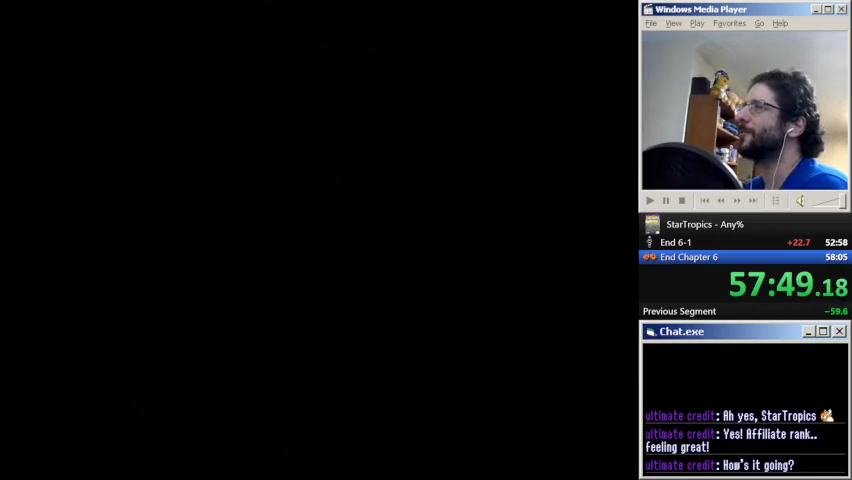 Windows Media Player
File View Play Favorites Go Help
StarTropics - Any%
End 6-1 +22.7 52:58
End Chapter 6 58:05
57:49.18
Previous Segment -59.6
Chat.exe
ultimate credit: Ah yes, StarTropics
ultimate credit: Yes! Affiliate rank..
feeling great!
ultimate credit: How's it going?